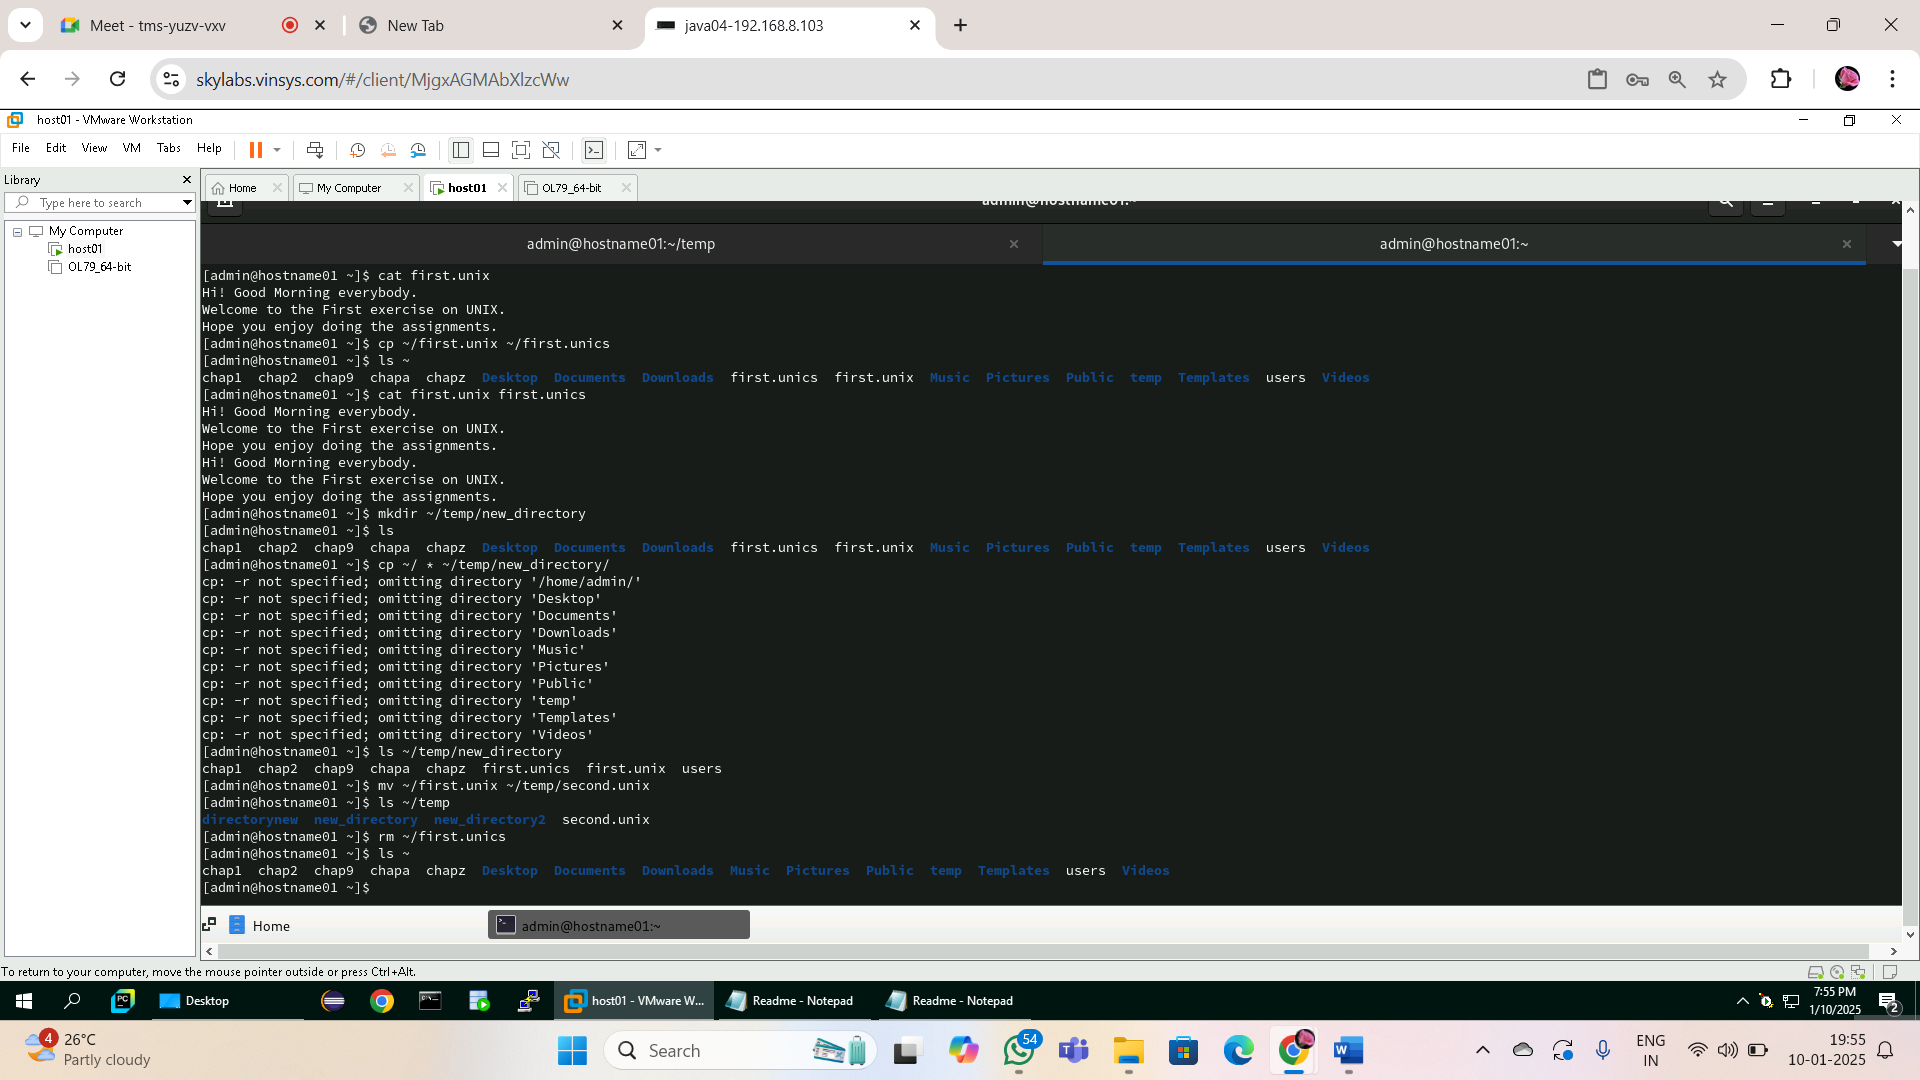 Meet - tms-yuzv-vxv
New Tab
java04-192.168.8.103
skylabs.vinsys.com/#/client/MjgxAGMAbXlzcWw
host01 - VMware Workstation
File Edit View VM Tabs Help
Library
Home
My Computer
host01
OL79_64-bit
Type here to search
My Computer
host01
OL79_64-bit
admin@hostname01:~
admin@hostname01:~/temp
admin@hostname01:~
[admin@hostname01 ~]$ cat first.unix
Hi! Good Morning everybody.
Welcome to the First exercise on UNIX.
Hope you enjoy doing the assignments.
[admin@hostname01 ~]$ cp ~/first.unix ~/first.unics
[admin@hostname01 ~]$ ls ~
chap1 chap2 chap9 chapa chapz Desktop Documents Downloads first.unics first.unix Music Pictures Public temp Templates users Videos
[admin@hostname01 ~]$ cat first.unix first.unics
Hi! Good Morning everybody.
Welcome to the First exercise on UNIX.
Hope you enjoy doing the assignments.
Hi! Good Morning everybody.
Welcome to the First exercise on UNIX.
Hope you enjoy doing the assignments.
[admin@hostname01 ~]$ mkdir ~/temp/new_directory
[admin@hostname01 ~]$ ls
chap1 chap2 chap9 chapa chapz Desktop Documents Downloads first.unics first.unix Music Pictures Public temp Templates users Videos
[admin@hostname01 ~]$ cp ~/ * ~/temp/new_directory/
cp: -r not specified; omitting directory '/home/admin/'
cp: -r not specified; omitting directory 'Desktop'
cp: -r not specified; omitting directory 'Documents'
cp: -r not specified; omitting directory 'Downloads'
cp: -r not specified; omitting directory 'Music'
cp: -r not specified; omitting directory 'Pictures'
cp: -r not specified; omitting directory 'Public'
cp: -r not specified; omitting directory 'temp'
cp: -r not specified; omitting directory 'Templates'
cp: -r not specified; omitting directory 'Videos'
[admin@hostname01 ~]$ ls ~/temp/new_directory
chap1 chap2 chap9 chapa chapz first.unics first.unix users
[admin@hostname01 ~]$ mv ~/first.unix ~/temp/second.unix
[admin@hostname01 ~]$ ls ~/temp
directorynew new_directory new_directory2 second.unix
[admin@hostname01 ~]$ rm ~/first.unics
[admin@hostname01 ~]$ ls ~
chap1 chap2 chap9 chapa chapz Desktop Documents Downloads Music Pictures Public temp Templates users Videos
[admin@hostname01 ~]$
Home
admin@hostname01:~
To return to your computer, move the mouse pointer outside or press Ctrl+Alt.
Desktop
host01 - VMware W...
Readme - Notepad
Readme - Notepad
7:55 PM
1/10/2025
2
4
26°C
Partly cloudy
Search
54
ENG
IN
19:55
10-01-2025